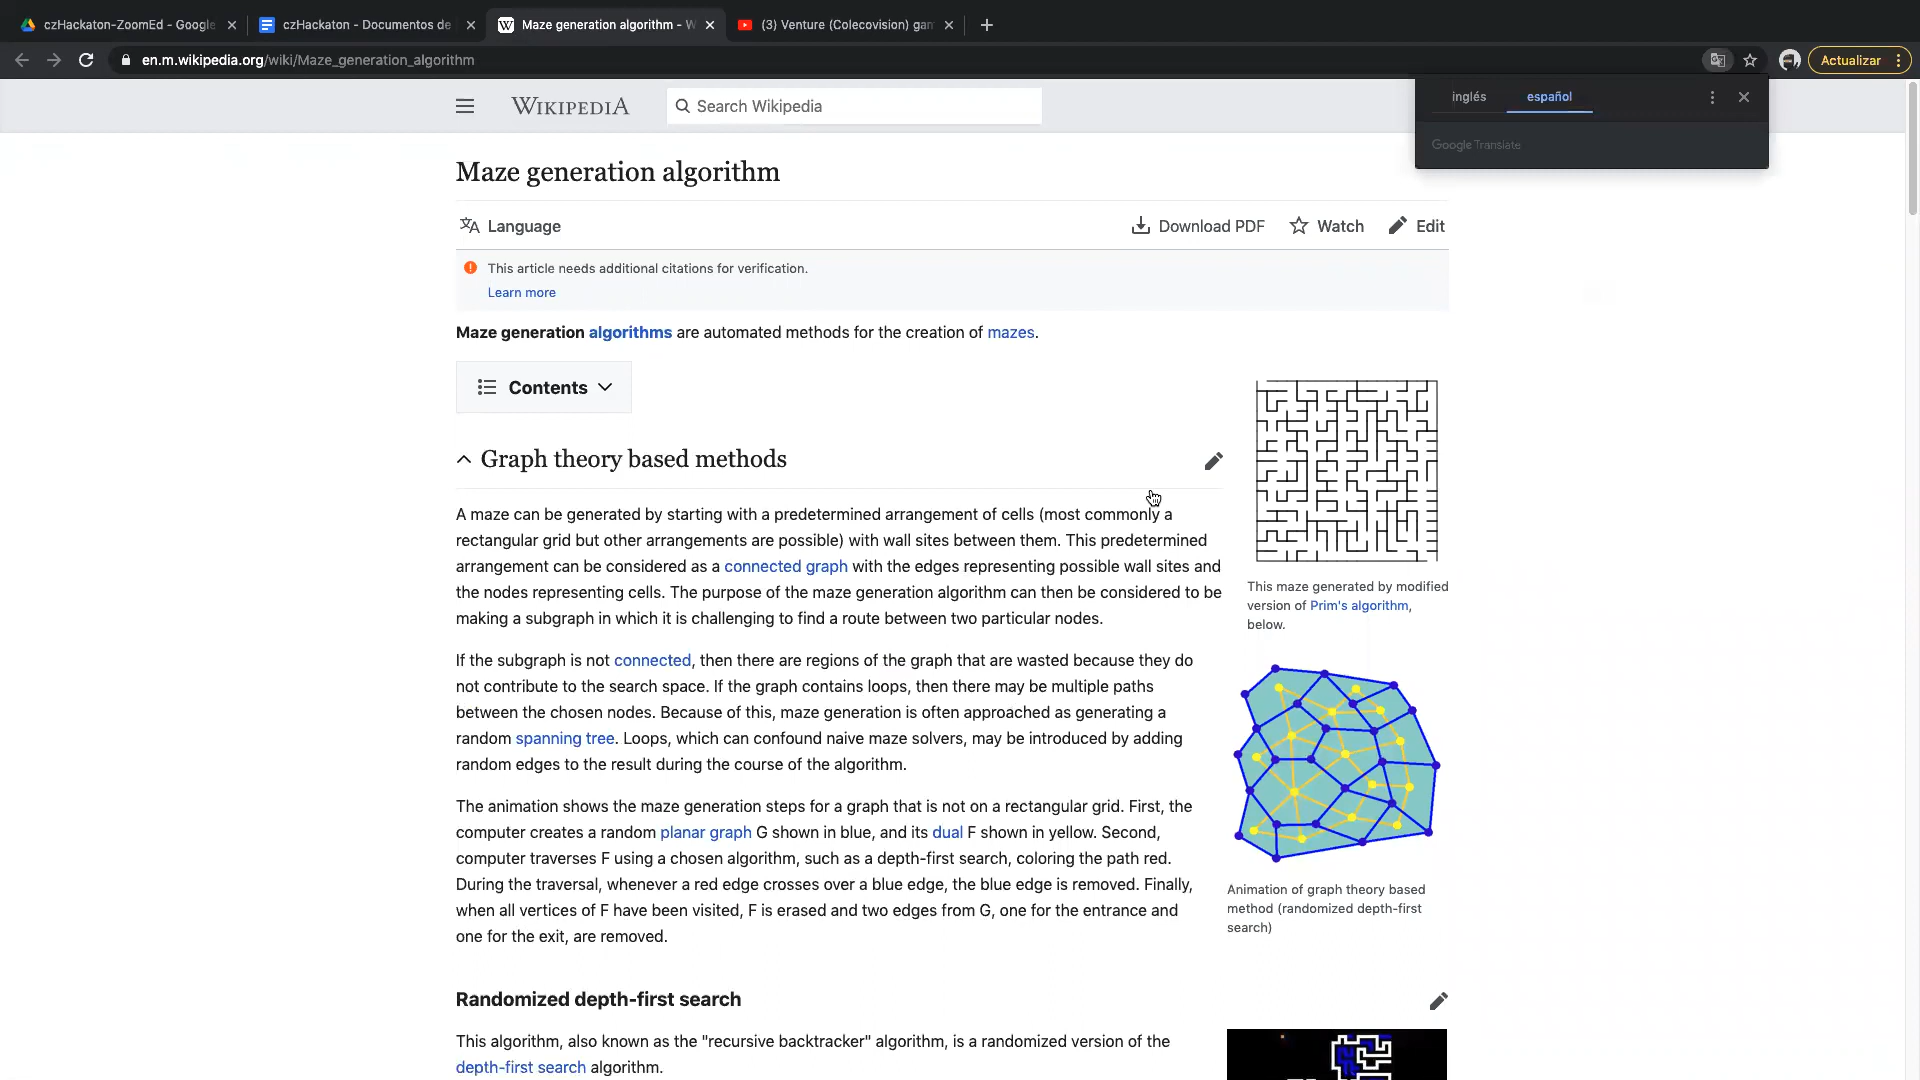 czHackaton-ZoomEd - Google
czHackaton - Documentos de
Maze generation algorithm - W
(3) Venture (Colecovision) gam
en.m.wikipedia.org/wiki/Maze_generation_algorithm
Actualizar
inglés español
Google Translate
WIKIPEDIA
Search Wikipedia
Maze generation algorithm
Language
Download PDF
Watch
Edit
This article needs additional citations for verification.
Learn more
Maze generation algorithms are automated methods for the creation of mazes.
Contents
Graph theory based methods
A maze can be generated by starting with a predetermined arrangement of cells (most commonly a
rectangular grid but other arrangements are possible) with wall sites between them. This predetermined
arrangement can be considered as a connected graph with the edges representing possible wall sites and
the nodes representing cells. The purpose of the maze generation algorithm can then be considered to be
making a subgraph in which it is challenging to find a route between two particular nodes.
If the subgraph is not connected, then there are regions of the graph that are wasted because they do
not contribute to the search space. If the graph contains loops, then there may be multiple paths
between the chosen nodes. Because of this, maze generation is often approached as generating a
random spanning tree. Loops, which can confound naive maze solvers, may be introduced by adding
random edges to the result during the course of the algorithm.
The animation shows the maze generation steps for a graph that is not on a rectangular grid. First, the
computer creates a random planar graph G shown in blue, and its dual F shown in yellow. Second,
computer traverses F using a chosen algorithm, such as a depth-first search, coloring the path red.
During the traversal, whenever a red edge crosses over a blue edge, the blue edge is removed. Finally,
when all vertices of F have been visited, F is erased and two edges from G, one for the entrance and
one for the exit, are removed.
This maze generated by modified
version of Prim's algorithm,
below.
Animation of graph theory based
method (randomized depth-first
search)
Randomized depth-first search
This algorithm, also known as the "recursive backtracker" algorithm, is a randomized version of the
depth-first search algorithm.